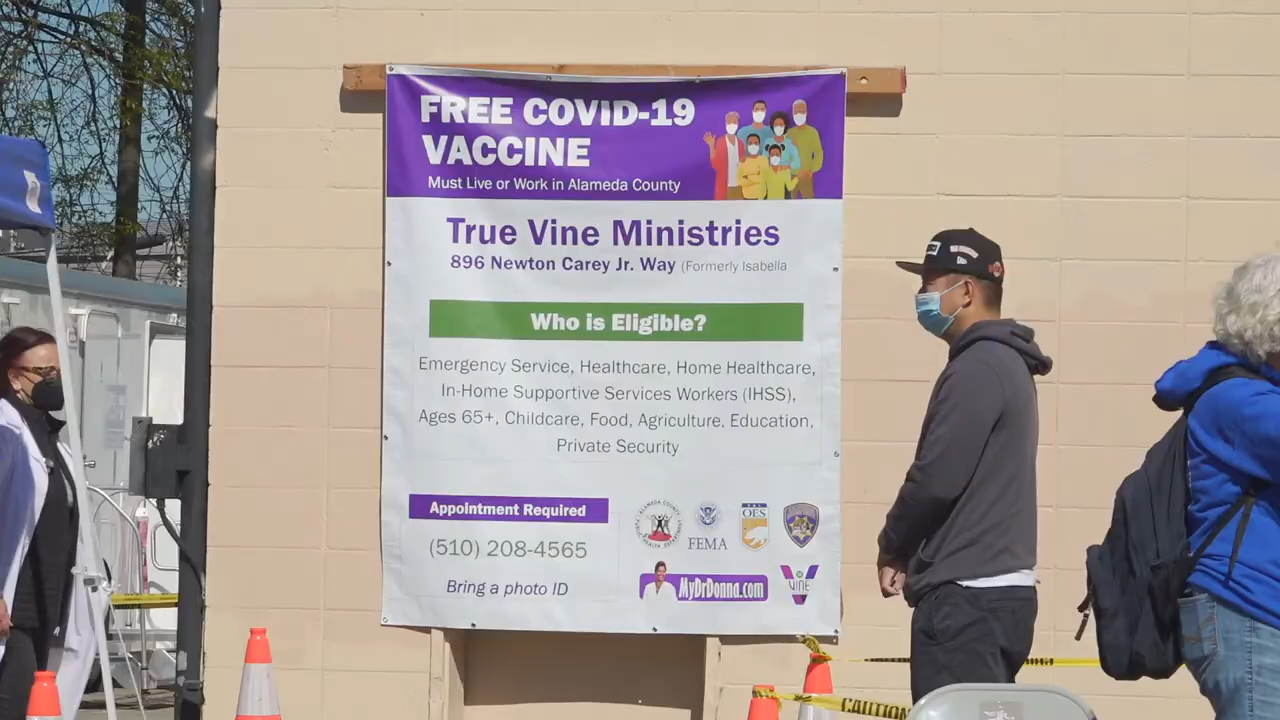 FREE COVID-19
VACCINE
Must Live or Work in Alameda County
True Vine Ministries
896 Newton Carey Jr. Way (Formerly Isabella
Who is Eligible?
Emergency Service, Healthcare, Home Healthcare,
In-Home Supportive Services Workers (IHSS),
Ages 65+, Childcare, Food, Agriculture, Education,
Private Security
Appointment Required
(510) 208-4565
Bring a photo ID
FEMA
OES
MyDrDonna.com
VINE
CAUTION